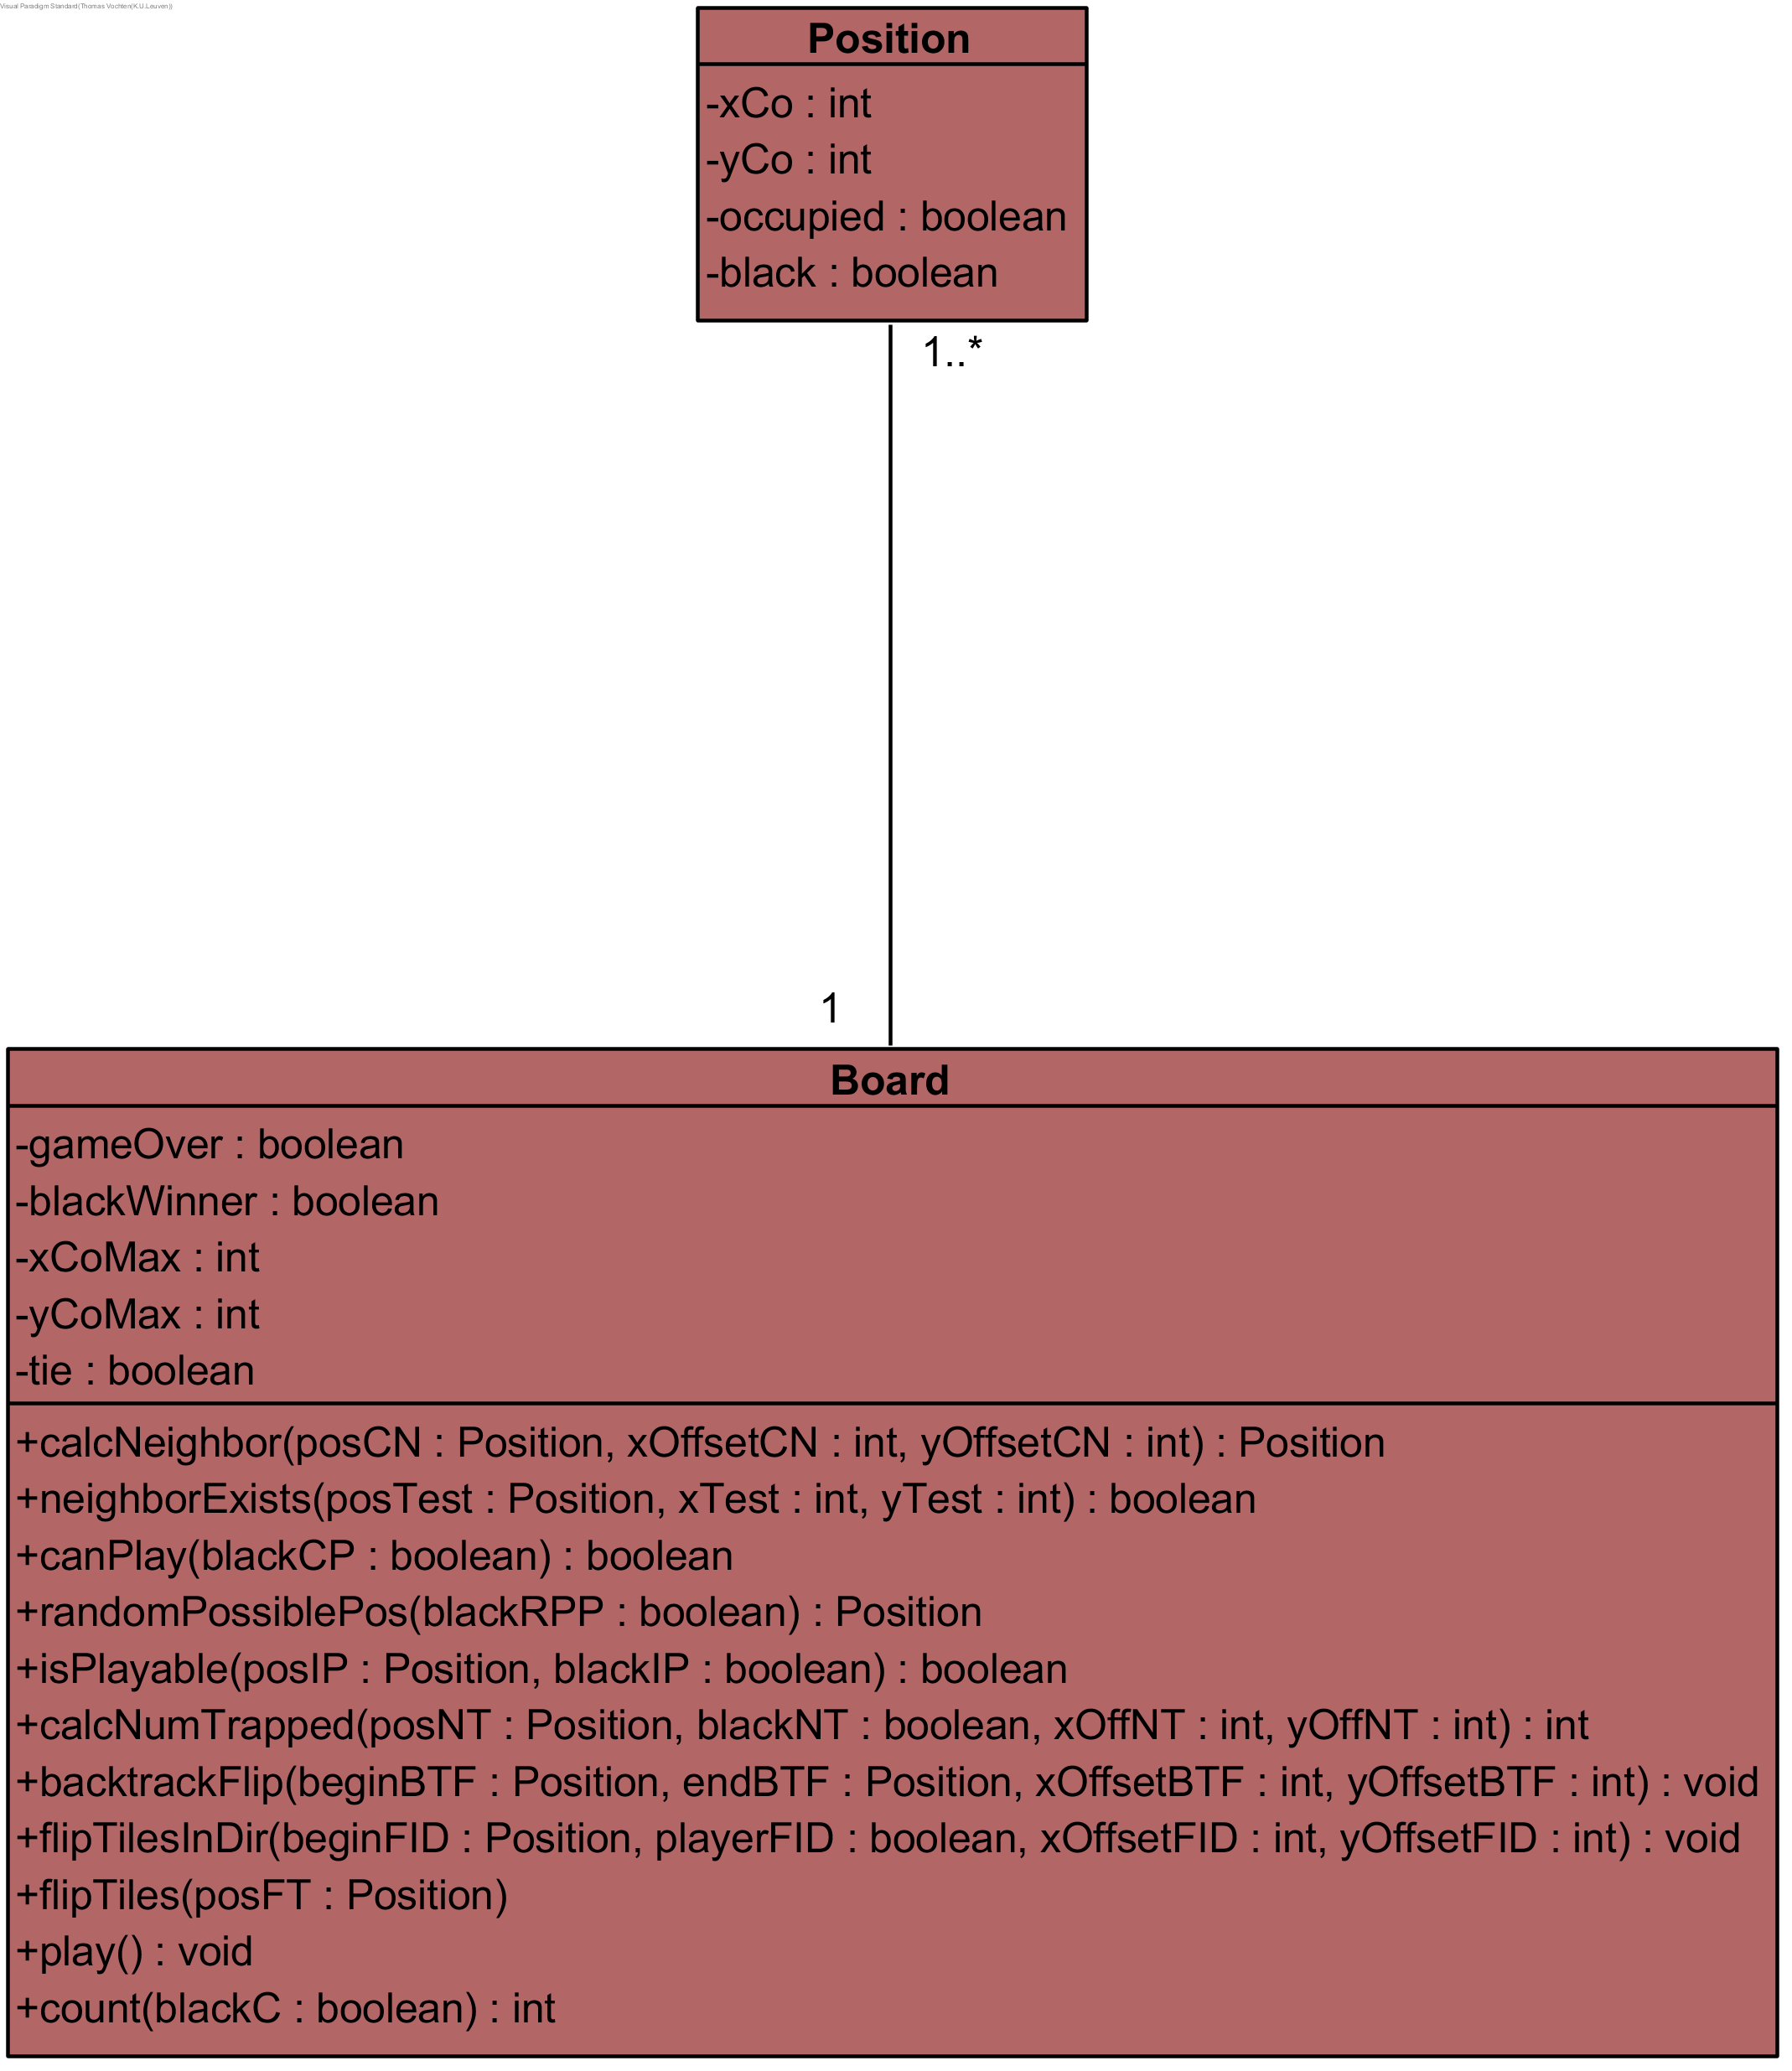 Visual Paradigm Standard(Thomas Vochten(K.U.Leuven))
Position
-xCo : int
-yCo : int
-occupied : boolean
-black : boolean
1..*
1
Board
-gameOver : boolean
-blackWinner : boolean
-xCoMax : int
-yCoMax : int
-tie : boolean
+calcNeighbor(posCN : Position, xOffsetCN : int, yOffsetCN : int) : Position
+neighborExists(posTest : Position, xTest : int, yTest : int) : boolean
+canPlay(blackCP : boolean) : boolean
+randomPossiblePos(blackRPP : boolean) : Position
+isPlayable(posIP : Position, blackIP : boolean) : boolean
+calcNumTrapped(posNT : Position, blackNT : boolean, xOffNT : int, yOffNT : int) : int
+backtrackFlip(beginBTF : Position, endBTF : Position, xOffsetBTF : int, yOffsetBTF : int) : void
+flipTilesInDir(beginFID : Position, playerFID : boolean, xOffsetFID : int, yOffsetFID : int) : void
+flipTiles(posFT : Position)
+play() : void
+count(blackC : boolean) : int